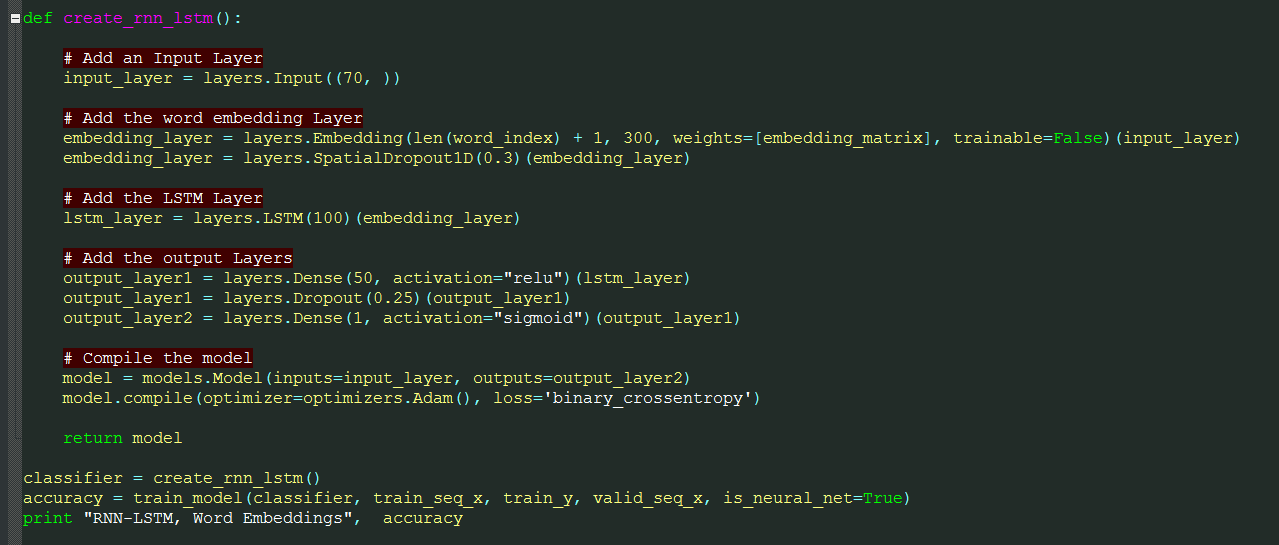 def create_rnn_lstm():
# Add an Input Layer
input_layer = layers.Input((70, ))
# Add the word embedding Layer
embedding_layer = layers.Embedding(len(word_index) + 1, 300, weights=[embedding_matrix], trainable=False)(input_layer)
embedding_layer = layers.SpatialDropout1D(0.3)(embedding_layer)
# Add the LSTM Layer
lstm_layer = layers.LSTM(100)(embedding_layer)
# Add the output Layers
output_layer1 = layers.Dense(50, activation="relu")(lstm_layer)
output_layer1 = layers.Dropout(0.25)(output_layer1)
output_layer2 = layers.Dense(1, activation="sigmoid")(output_layer1)
# Compile the model
model = models.Model(inputs=input_layer, outputs=output_layer2)
model.compile(optimizer=optimizers.Adam(), loss='binary_crossentropy')
return model
classifier = create_rnn_lstm()
accuracy = train_model(classifier, train_seq_x, train_y, valid_seq_x, is_neural_net=True)
print "RNN-LSTM, Word Embeddings",  accuracy